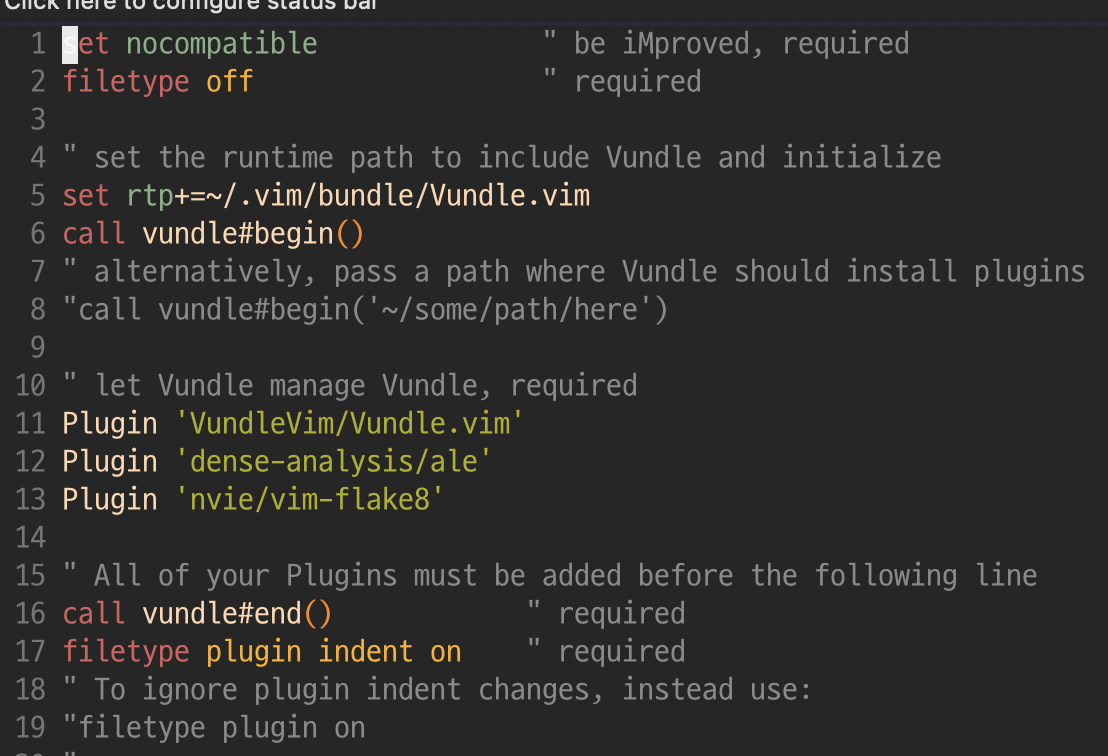 Click here to configure status bar
1 set nocompatible              " be iMproved, required
2 filetype off                  " required
3
4 " set the runtime path to include Vundle and initialize
5 set rtp+=~/.vim/bundle/Vundle.vim
6 call vundle#begin()
7 " alternatively, pass a path where Vundle should install plugins
8 "call vundle#begin('~/some/path/here')
9
10 " let Vundle manage Vundle, required
11 Plugin 'VundleVim/Vundle.vim'
12 Plugin 'dense-analysis/ale'
13 Plugin 'nvie/vim-flake8'
14
15 " All of your Plugins must be added before the following line
16 call vundle#end()            " required
17 filetype plugin indent on    " required
18 " To ignore plugin indent changes, instead use:
19 "filetype plugin on
20 "